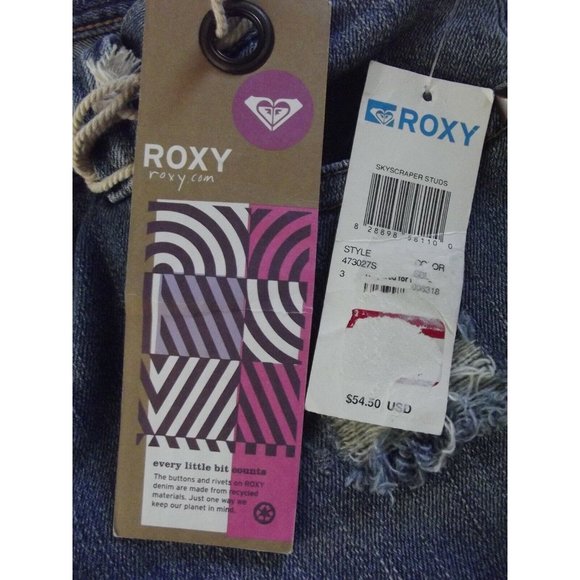 ROXY
roxy.com
every little bit counts
The buttons and rivets on ROXY
denim are made from recycled
materials. Just one way we
keep our planet in mind.
ROXY
SKYSCRAPER STUDS
STYLE
473027S
3
$54.50 USD